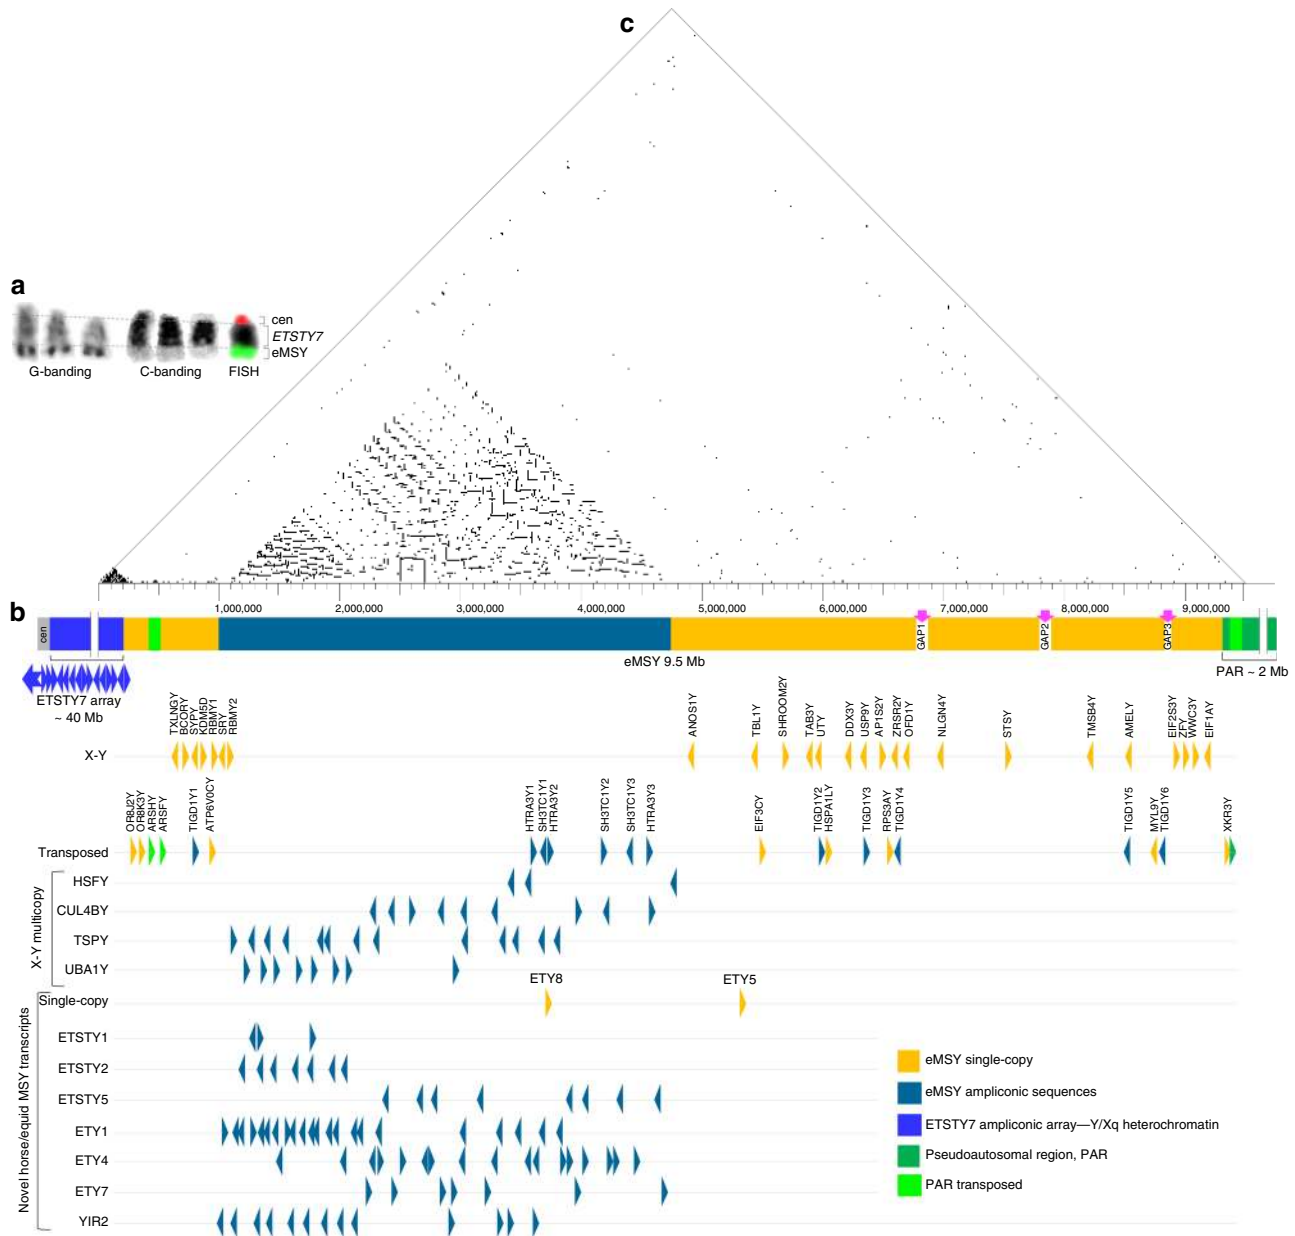 c
a
cen
ETSTY7
eMSY
G-banding
C-banding
FISH
b
1,000,000
2,000,000
3,000,000
4,000,000
5,000,000
6,000,000
7,000,000
8,000,000
9,000,000
cen
GAP1
GAP2
GAP3
eMSY 9.5 Mb
PAR ~ 2 Mb
ETSTY7 array
~ 40 Mb
X-Y
TXLNGY
BCORY
SYPY
KDM5D
RBMY1
SRY
RBMY2
ANOS1Y
TBL1Y
SHROOM2Y
TAB3Y
UTY
DDX3Y
USP9Y
AP1S2Y
ZRSR2Y
OFD1Y
NLGN4Y
STSY
TMSB4Y
AMELY
EIF2S3Y
ZFY
WWC3Y
EIF1AY
Transposed
OR8J2Y
OR8K3Y
ARSHY
ARSFY
TIGD1Y1
ATP6V0CY
HTRA3Y1
SH3TC1Y1
HTRA3Y2
SH3TC1Y2
SH3TC1Y3
HTRA3Y3
EIF3CY
TIGD1Y2
HSPA1LY
TIGD1Y3
RPS3AY
TIGD1Y4
TIGD1Y5
MYL9Y
TIGD1Y6
XKR3Y
X-Y multicopy
HSFY
CUL4BY
TSPY
UBA1Y
Novel horse/equid MSY transcripts
Single-copy
ETY8
ETY5
ETSTY1
ETSTY2
ETSTY5
ETY1
ETY4
ETY7
YIR2
eMSY single-copy
eMSY ampliconic sequences
ETSTY7 ampliconic array—Y/Xq heterochromatin
Pseudoautosomal region, PAR
PAR transposed